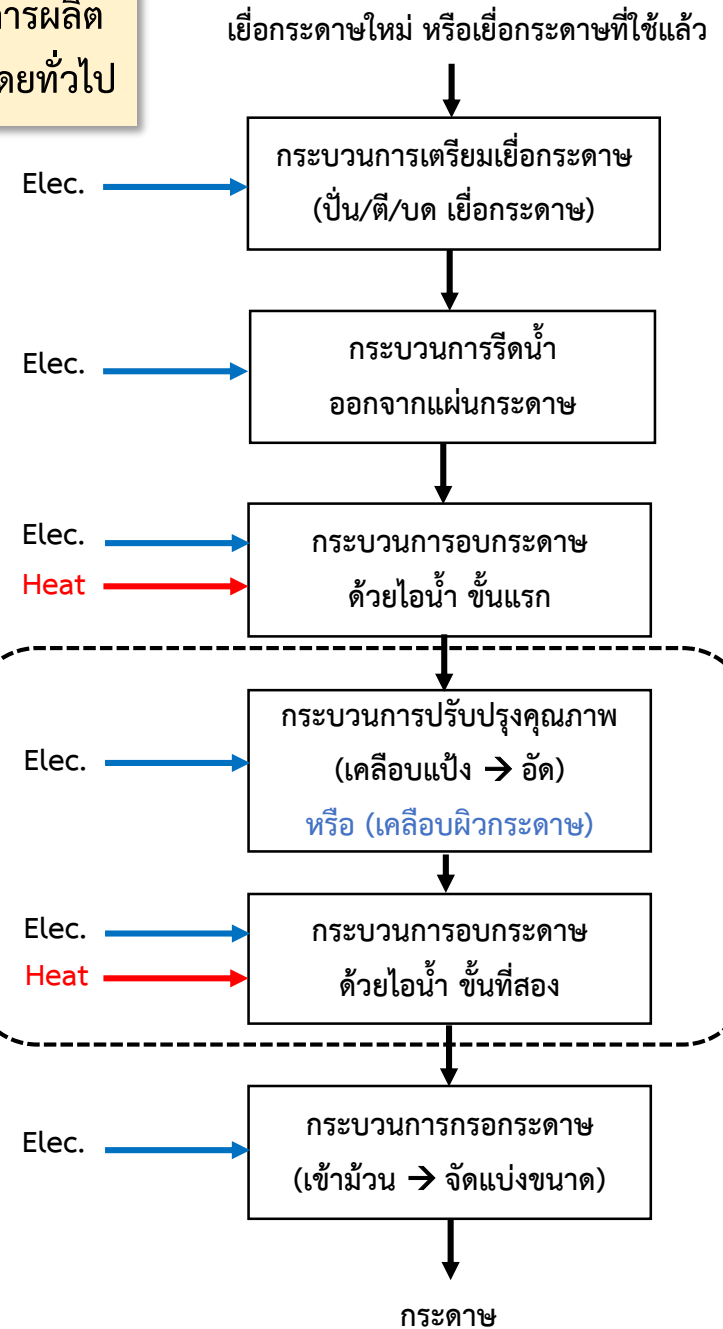 การผลิต
โดยทั่วไป
เยื่อกระดาษใหม่ หรือเยื่อกระดาษที่ใช้แล้ว
Elec.
กระบวนการเตรียมเยื่อกระดาษ
(ปั่น/ตี/บด เยื่อกระดาษ)
Elec.
กระบวนการรีดน้ำ
ออกจากแผ่นกระดาษ
Elec.
Heat
กระบวนการอบกระดาษ
ด้วยไอน้ำ ขั้นแรก
Elec.
กระบวนการปรับปรุงคุณภาพ
(เคลือบแป้ง → อัด)
หรือ (เคลือบผิวกระดาษ)
Elec.
Heat
กระบวนการอบกระดาษ
ด้วยไอน้ำ ขั้นที่สอง
Elec.
กระบวนการกรอกระดาษ
(เข้าม้วน → จัดแบ่งขนาด)
กระดาษ